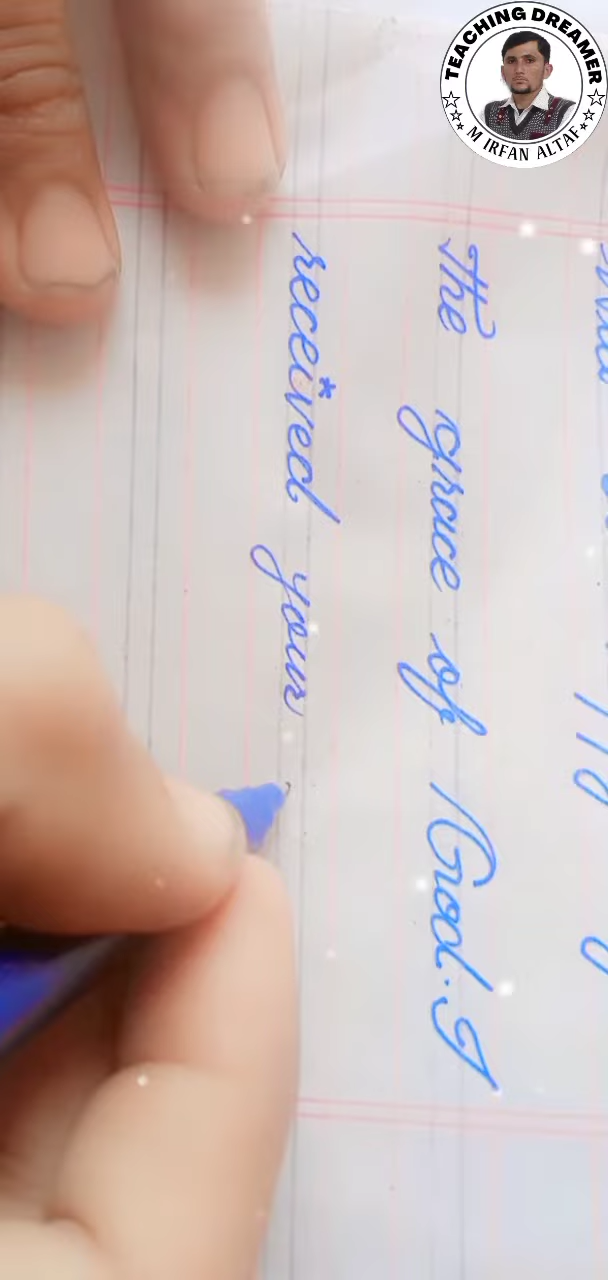 TEACHING DREAMER
M IRFAN ALTAF
The grace of God. I
received your